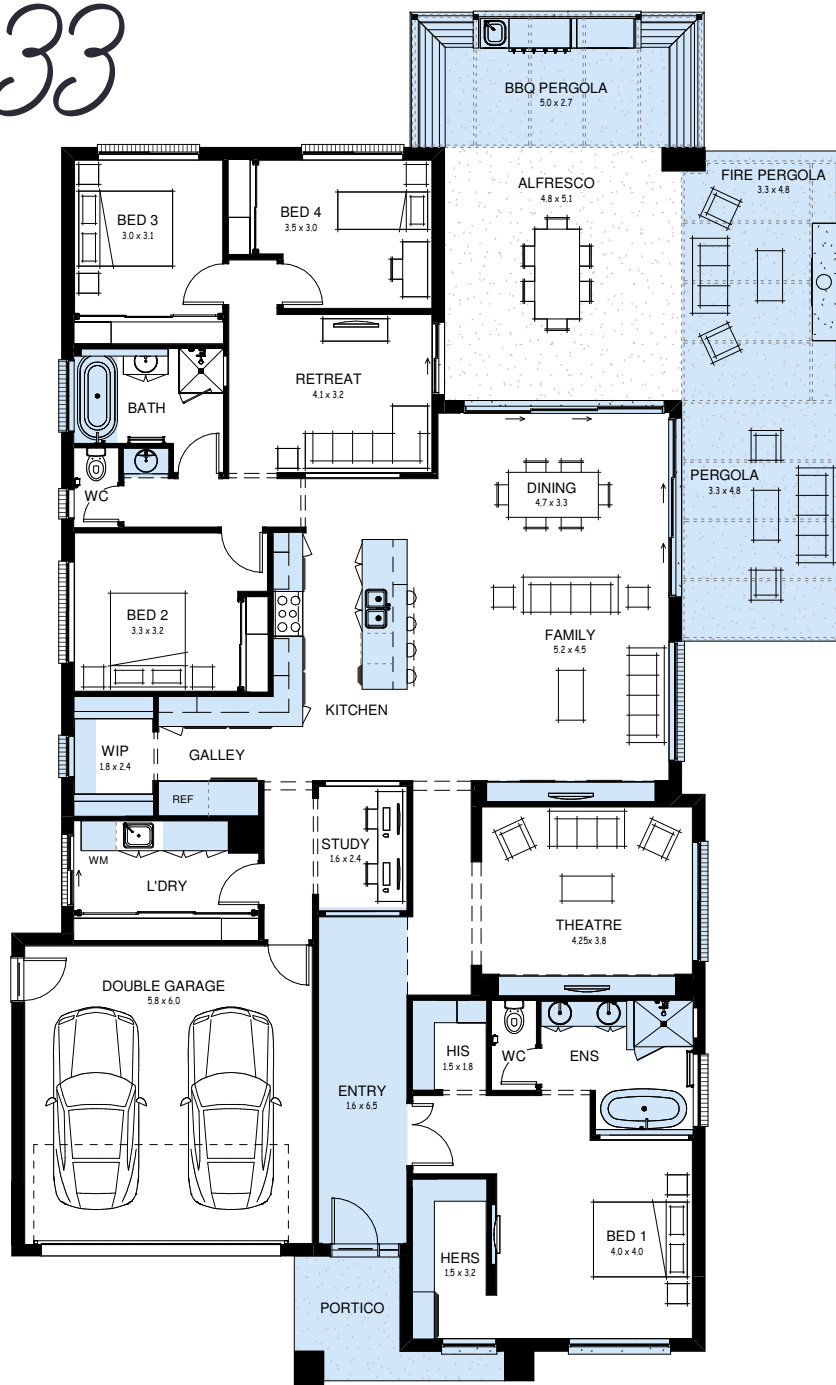 33
BBQ PERGOLA
5.0 x 2.7
FIRE PERGOLA
3.3 x 4.8
ALFRESCO
4.8 x 5.1
BED 3
3.0 x 3.1
BED 4
3.5 x 3.0
RETREAT
4.1 x 3.2
BATH
WC
DINING
4.7 x 3.3
PERGOLA
3.3 x 4.8
BED 2
3.3 x 3.2
FAMILY
5.2 x 4.5
KITCHEN
WIP
1.8 x 2.4
GALLEY
REF
STUDY
1.6 x 2.4
WM
L'DRY
THEATRE
4.25x 3.8
DOUBLE GARAGE
5.8 x 6.0
HIS
1.5 x 1.8
WC
ENS
ENTRY
1.6 x 6.5
BED 1
4.0 x 4.0
HERS
1.5 x 3.2
PORTICO